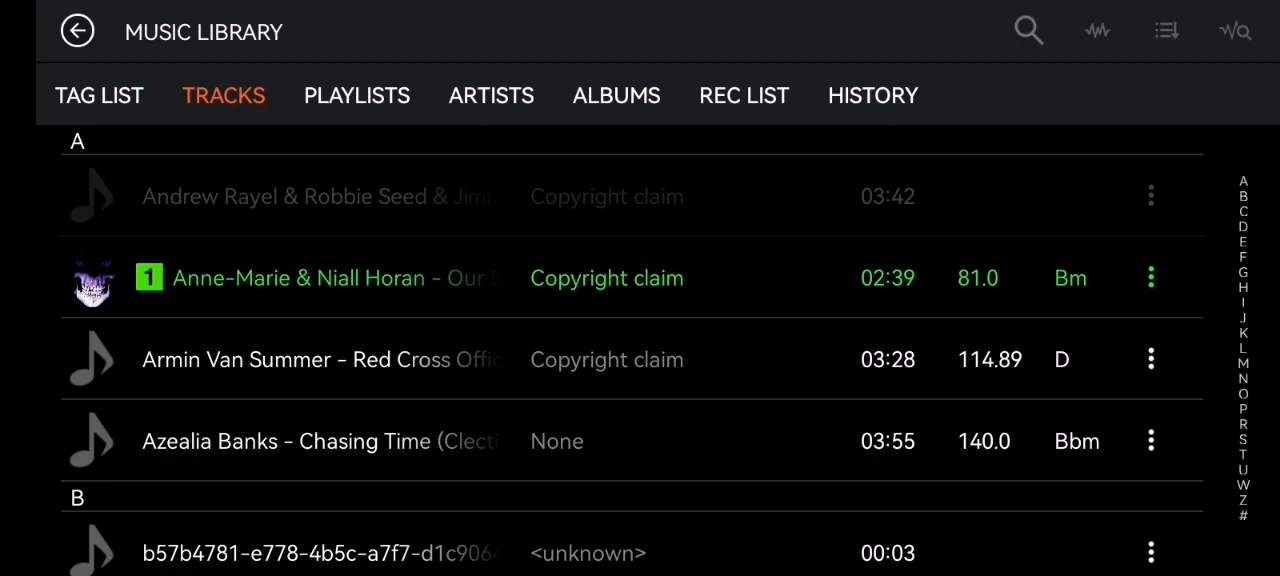 MUSIC LIBRARY
TAG LIST TRACKS PLAYLISTS ARTISTS ALBUMS REC LIST HISTORY
A
Andrew Rayel & Robbie Seed & Jim Copyright claim 03:42
1 Anne-Marie & Niall Horan - Our S Copyright claim 02:39 81.0 Bm
Armin Van Summer - Red Cross Offic Copyright claim 03:28 114.89 D
Azealia Banks - Chasing Time (Clecti None 03:55 140.0 Bbm
B
b57b4781-e778-4b5c-a7f7-d1c9064 <unknown> 00:03
A
B
C
D
E
F
G
H
I
J
K
L
M
N
O
P
R
S
T
U
W
Z
#